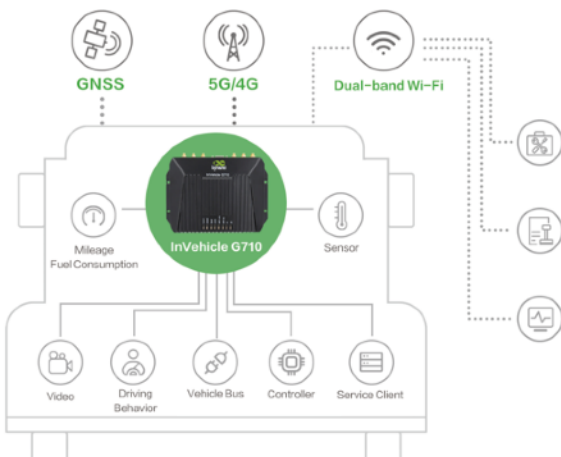 GNSS
5G/4G
Dual-band Wi-Fi
InVehicle G710
Mileage
Fuel Consumption
Sensor
Video
Driving
Behavior
Vehicle Bus
Controller
Service Client